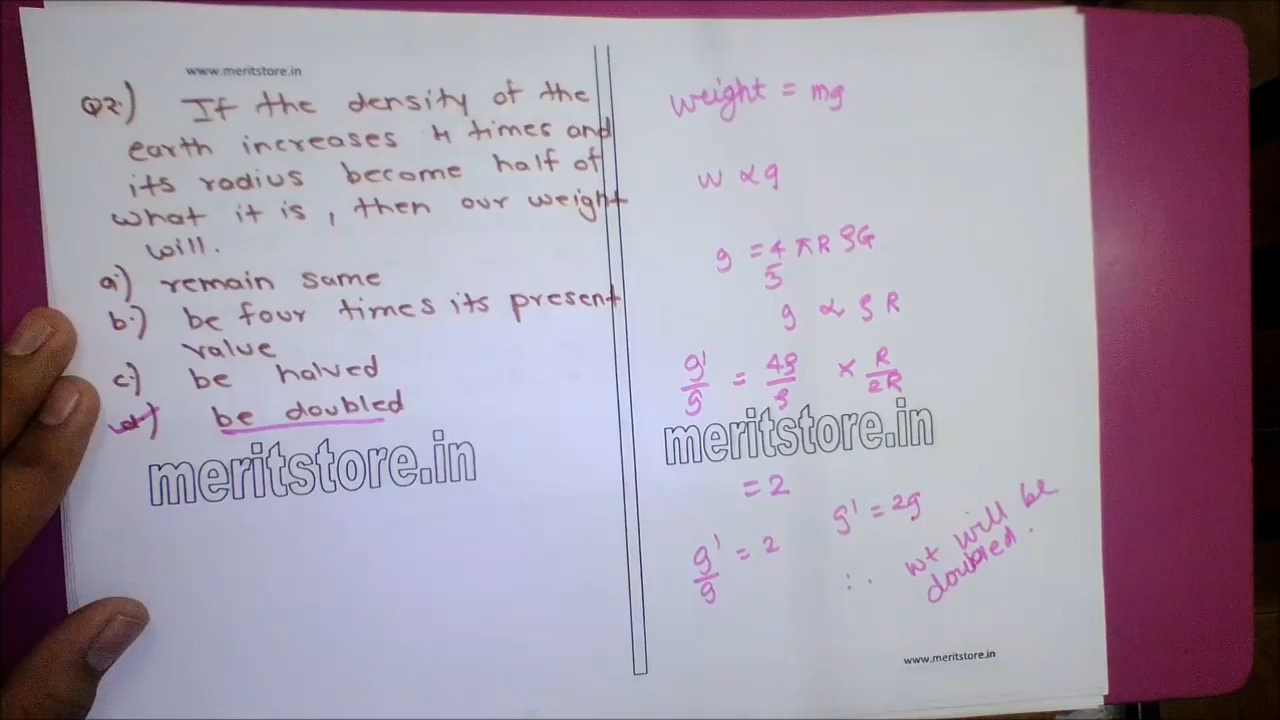 www.meritstore.in
Q2.) If the density of the
earth increases 4 times and
its radius become half of
what it is, then our weight
will.
a.) remain same
b.) be four times its present
value
c.) be halved
d.) be doubled
meritstore.in
weight = mg
w ∝ g
g = 4/3 π R ρ G
g ∝ ρ R
g'/g = 4ρ/ρ × R/2R
meritstore.in
= 2
g'/g = 2
g' = 2g
∴ wt will be
doubled.
www.meritstore.in